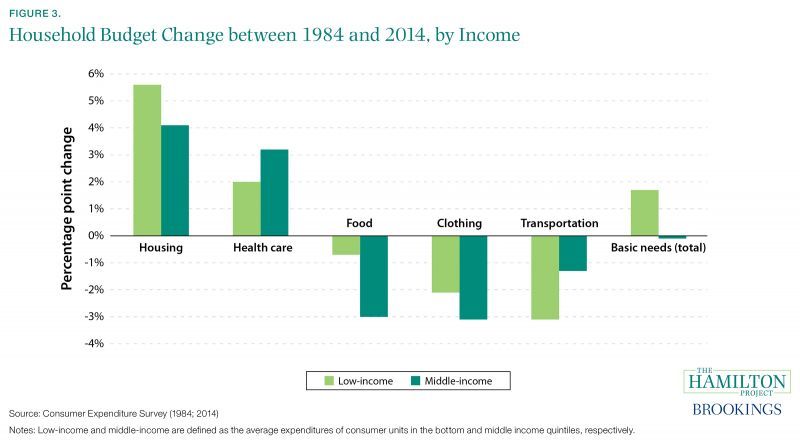 FIGURE 3.
Household Budget Change between 1984 and 2014, by Income
Percentage point change
6%
5%
4%
3%
2%
1%
0%
-1%
-2%
-3%
-4%
Housing
Health care
Food
Clothing
Transportation
Basic needs (total)
Low-income
Middle-income
THE
HAMILTON
PROJECT
BROOKINGS
Source: Consumer Expenditure Survey (1984; 2014)
Notes: Low-income and middle-income are defined as the average expenditures of consumer units in the bottom and middle income quintiles, respectively.